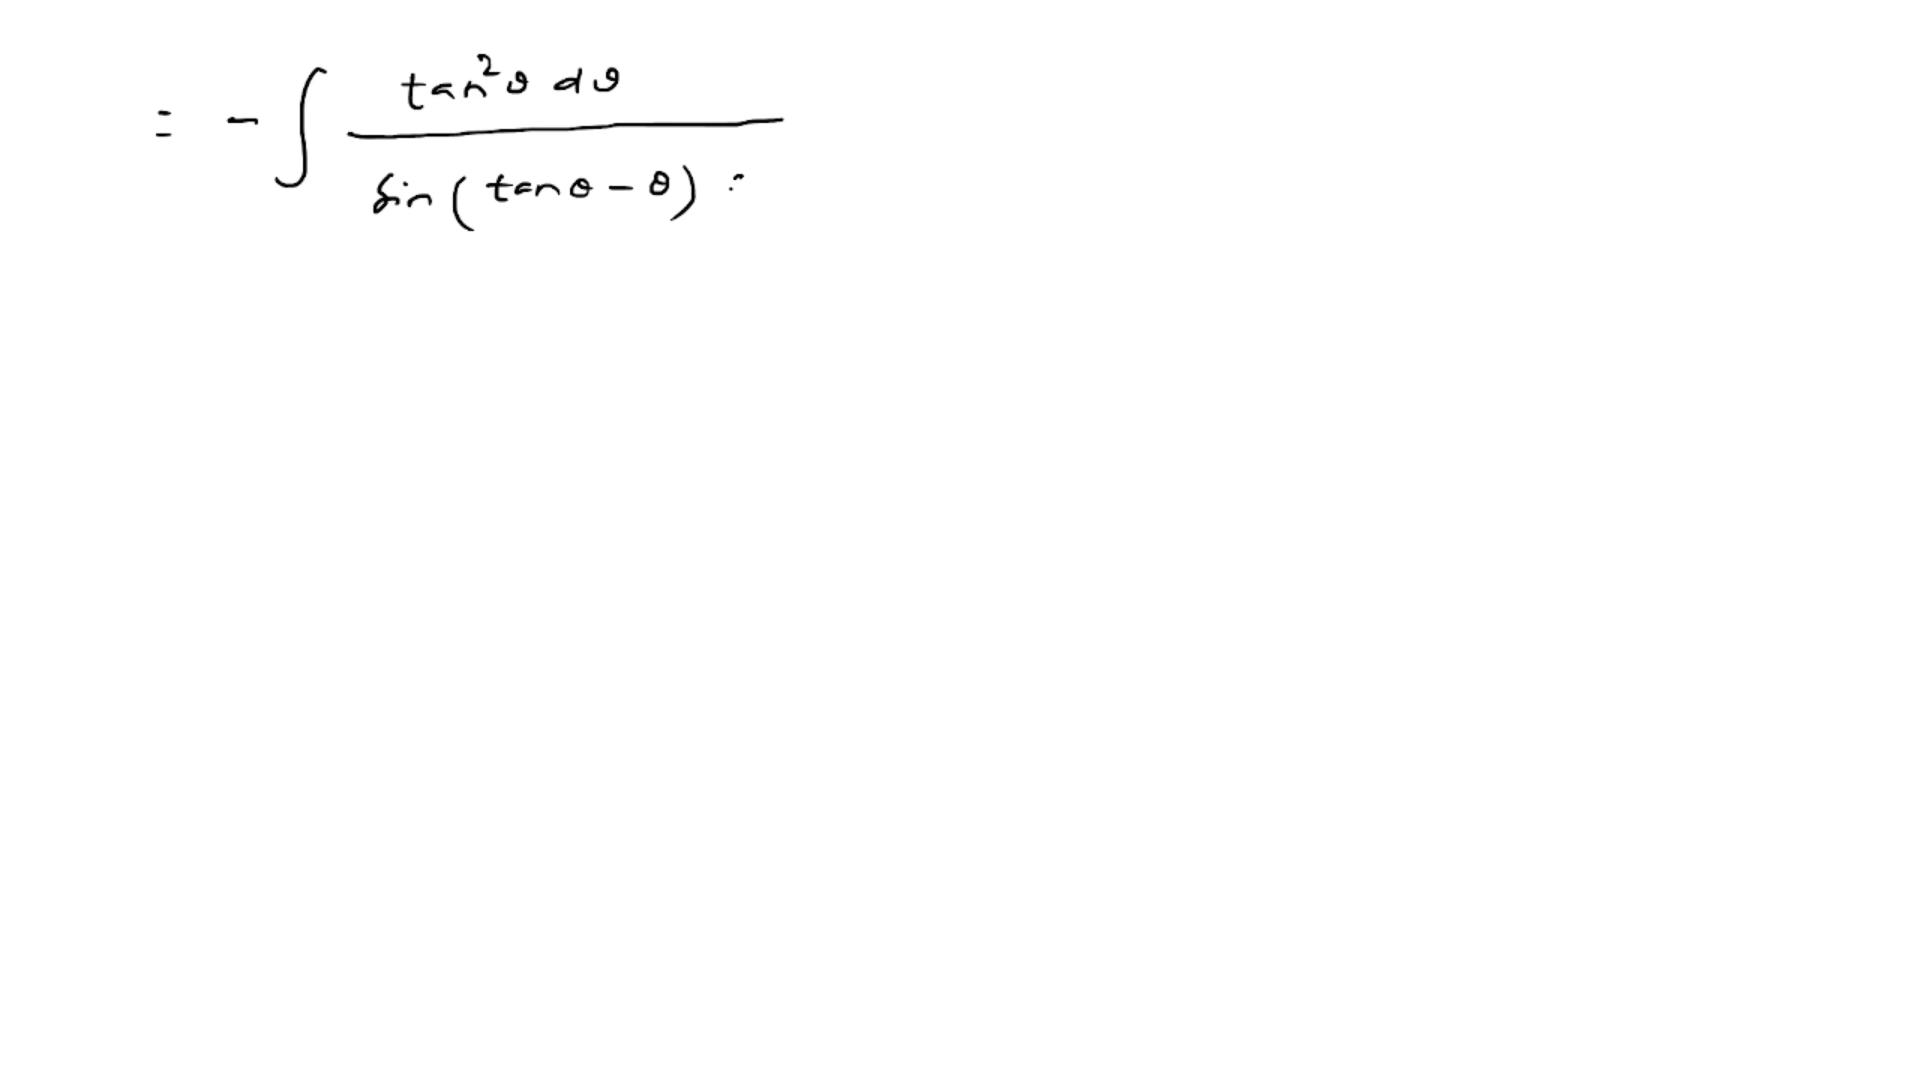 = - ∫ tan²θ dθ / sin(tanθ - θ)